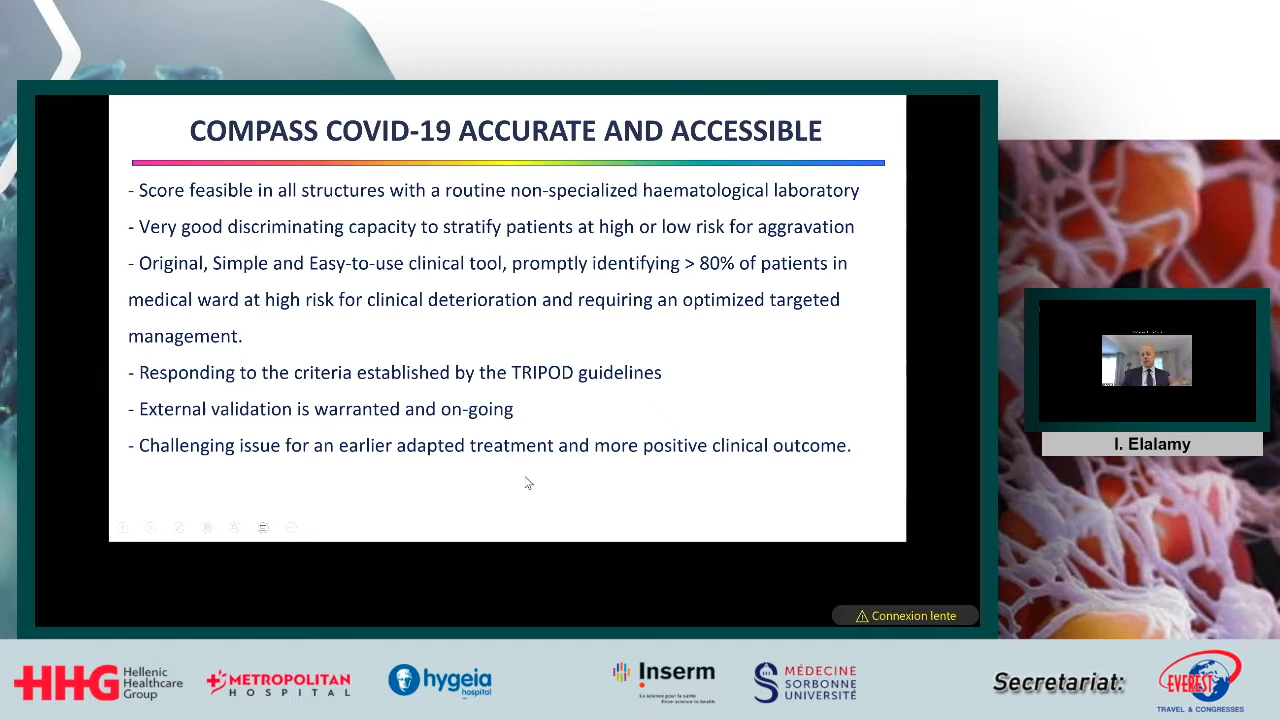 COMPASS COVID-19 ACCURATE AND ACCESSIBLE
- Score feasible in all structures with a routine non-specialized haematological laboratory
- Very good discriminating capacity to stratify patients at high or low risk for aggravation
- Original, Simple and Easy-to-use clinical tool, promptly identifying > 80% of patients in
medical ward at high risk for clinical deterioration and requiring an optimized targeted
management.
- Responding to the criteria established by the TRIPOD guidelines
- External validation is warranted and on-going
- Challenging issue for an earlier adapted treatment and more positive clinical outcome.
I. Elalamy
Connexion lente
HHG
Hellenic
Healthcare
Group
METROPOLITAN
HOSPITAL
hygeia
hospital
Inserm
La science pour la santé
From science to health
MÉDECINE
SORBONNE
UNIVERSITÉ
Secretariat:
EVEREST
TRAVEL & CONGRESSES